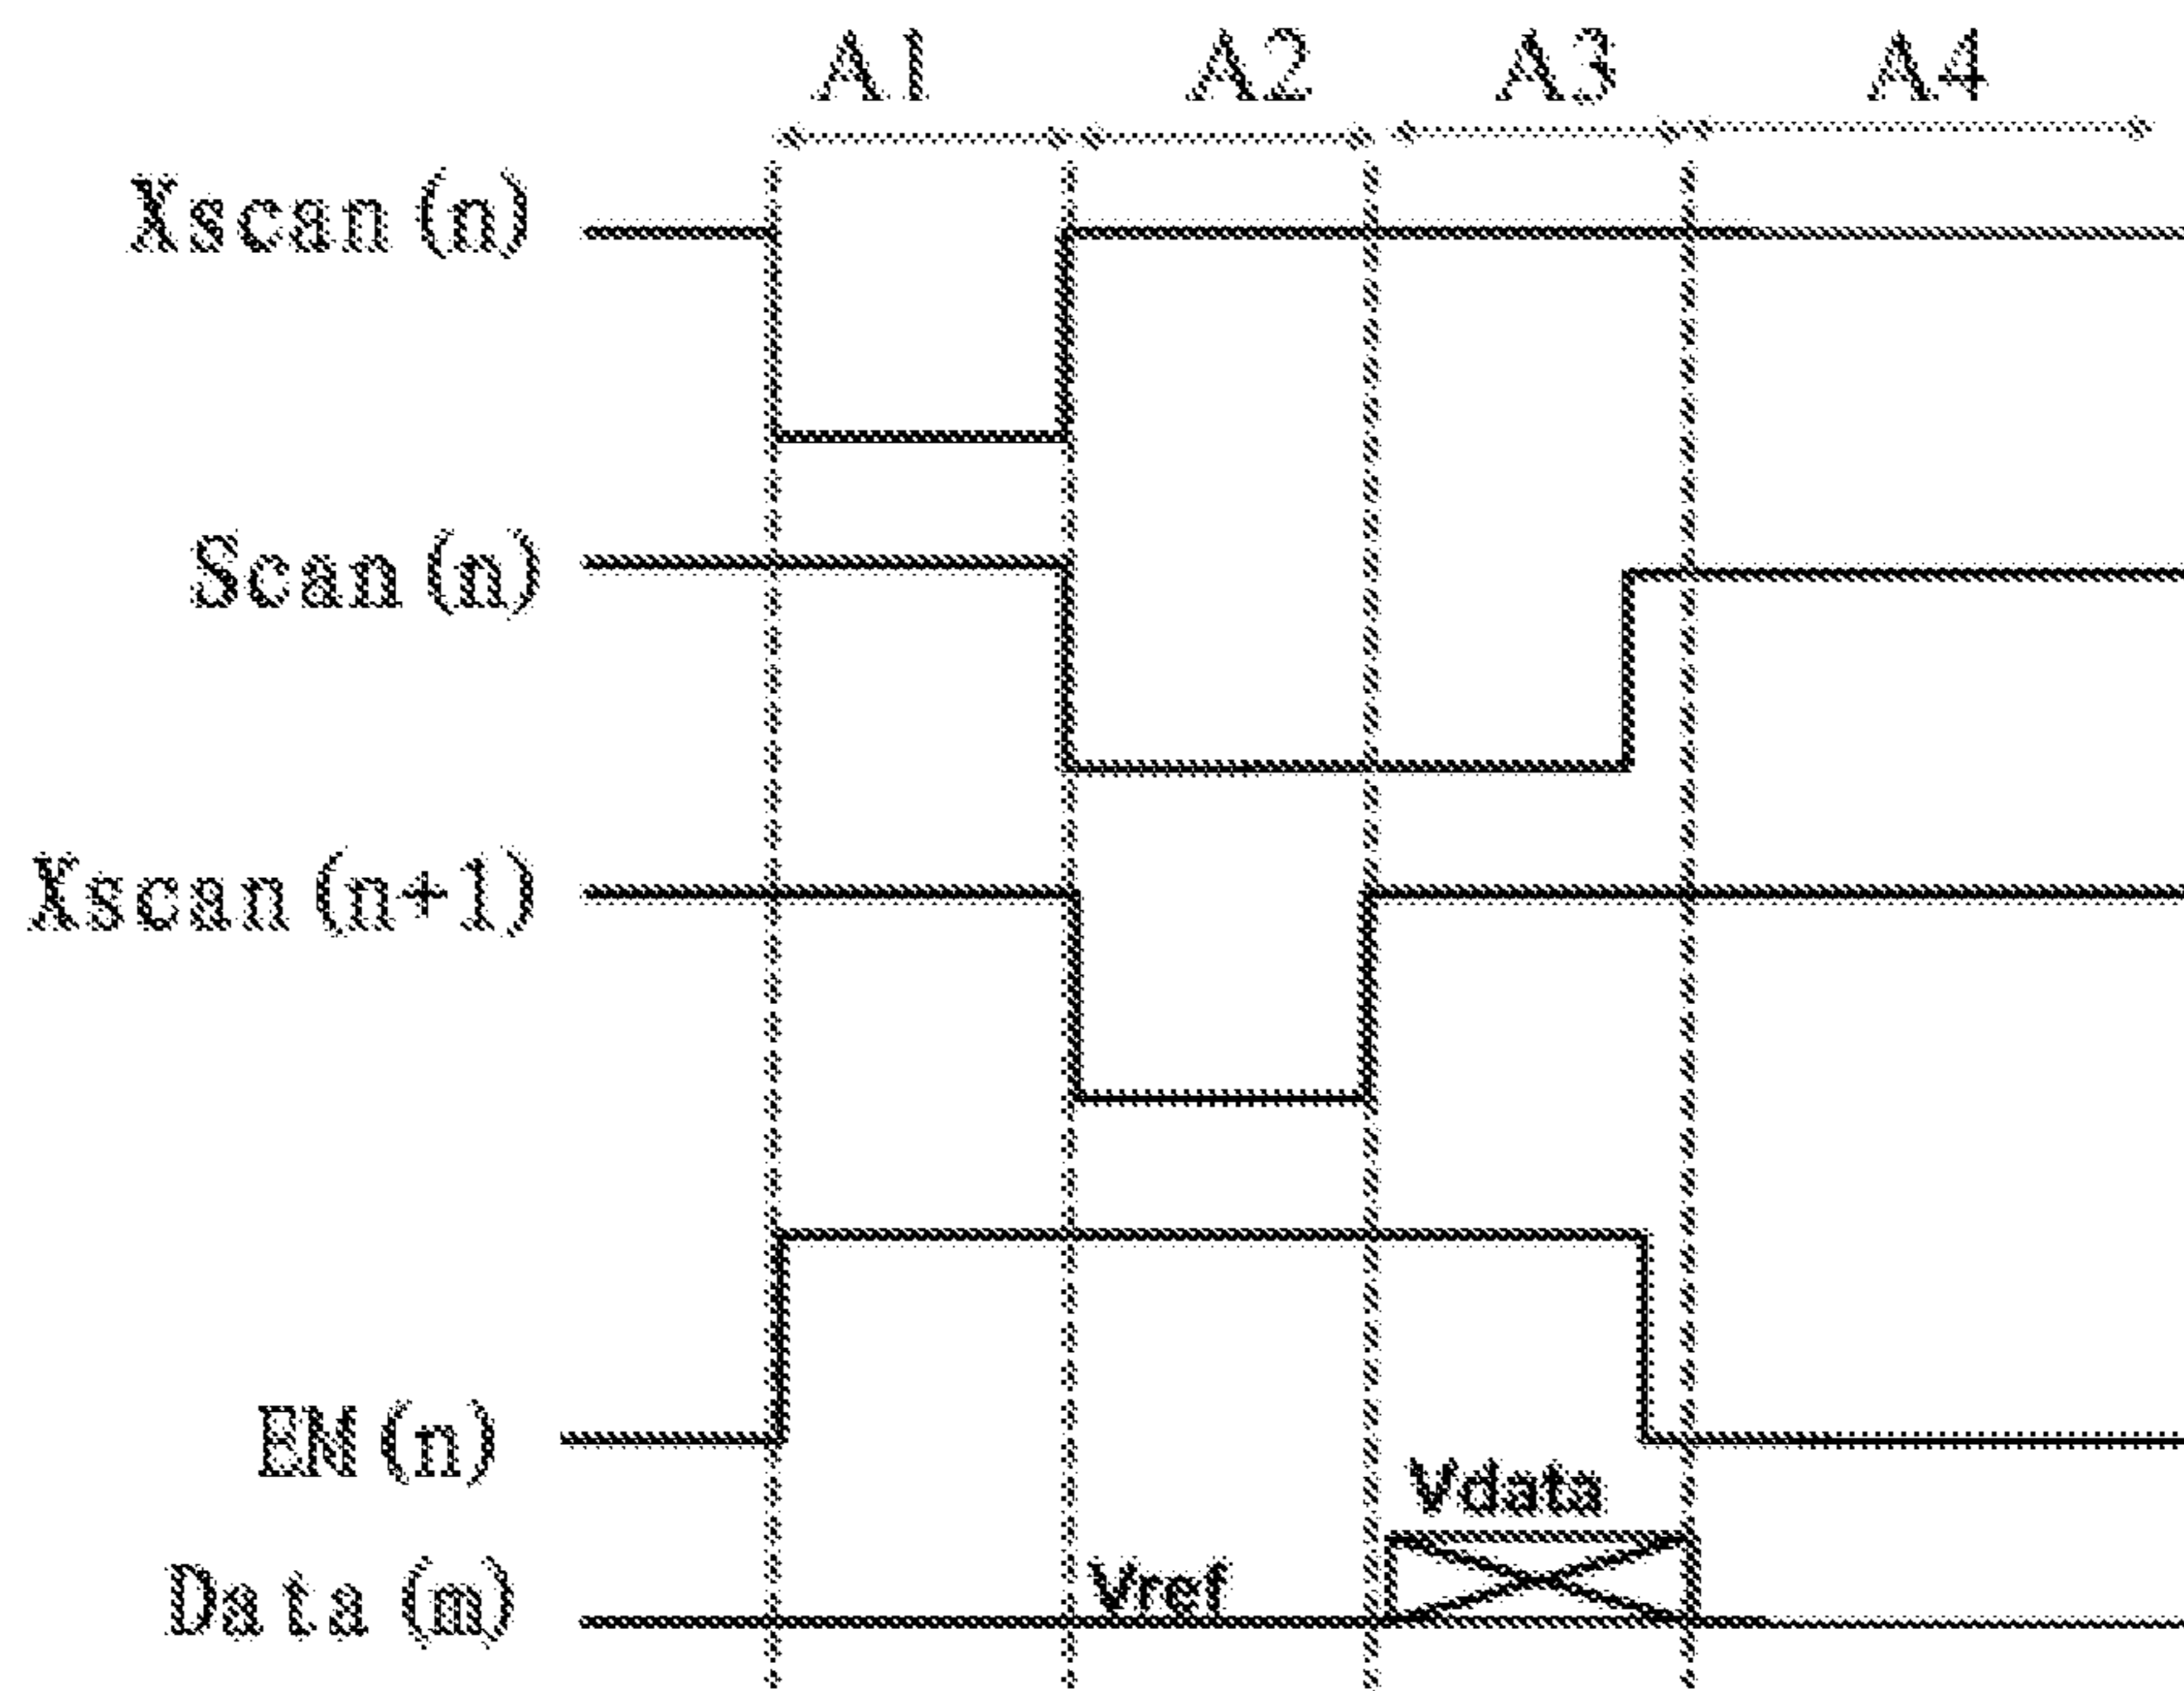 A1 A2 A3 A4
Xscan(n)
Scan(n)
Xscan(n+1)
EN(n)
Vdata
Vref
Data(m)